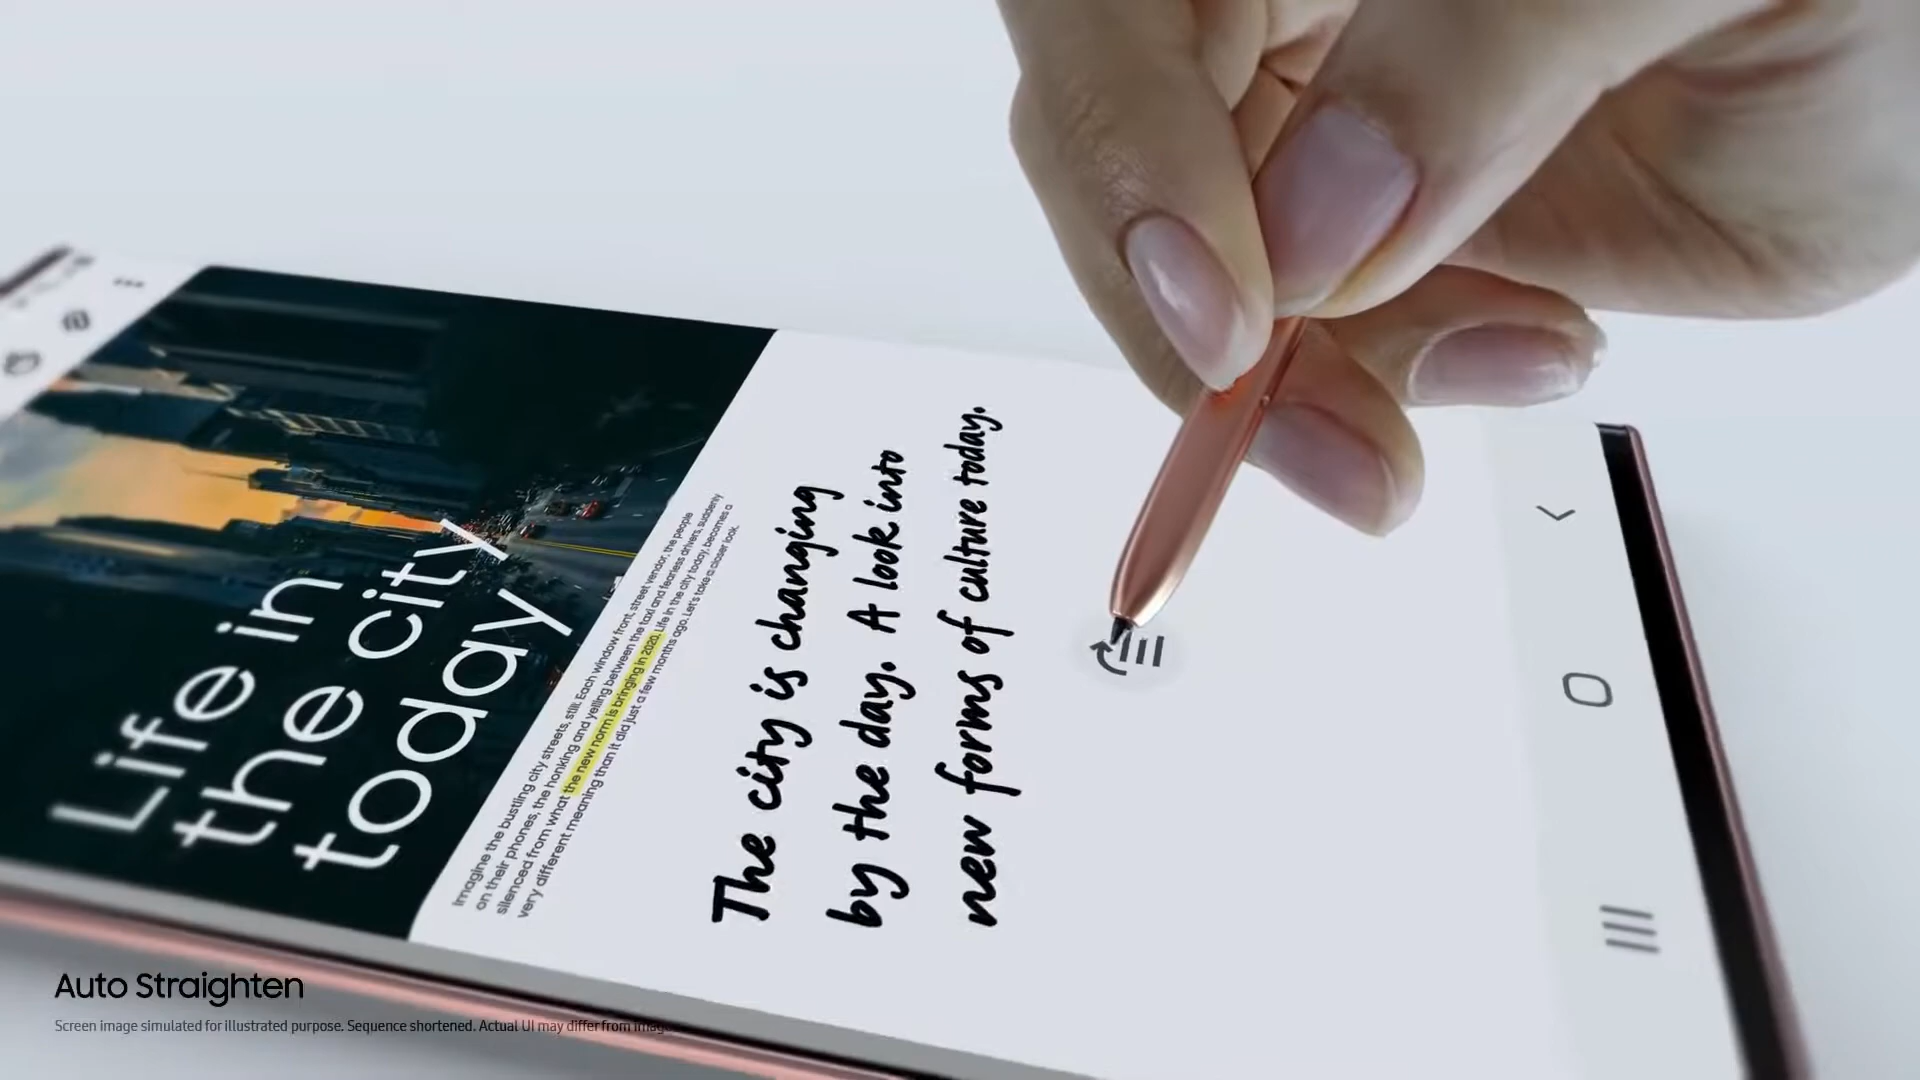 Life in
the city
today
Imagine the bustling city streets, still. Each window front, street vendor, the people
on their phones, the honking and yelling between the taxi and fearless drivers, suddenly
silenced from what the new norm is bringing in 2020. Life in the city today, becomes a
very different meaning than it did just a few months ago. Let's take a closer look.
The city is changing
by the day. A look into
new forms of culture today.
Auto Straighten
Screen image simulated for illustrated purpose. Sequence shortened. Actual UI may differ from image.